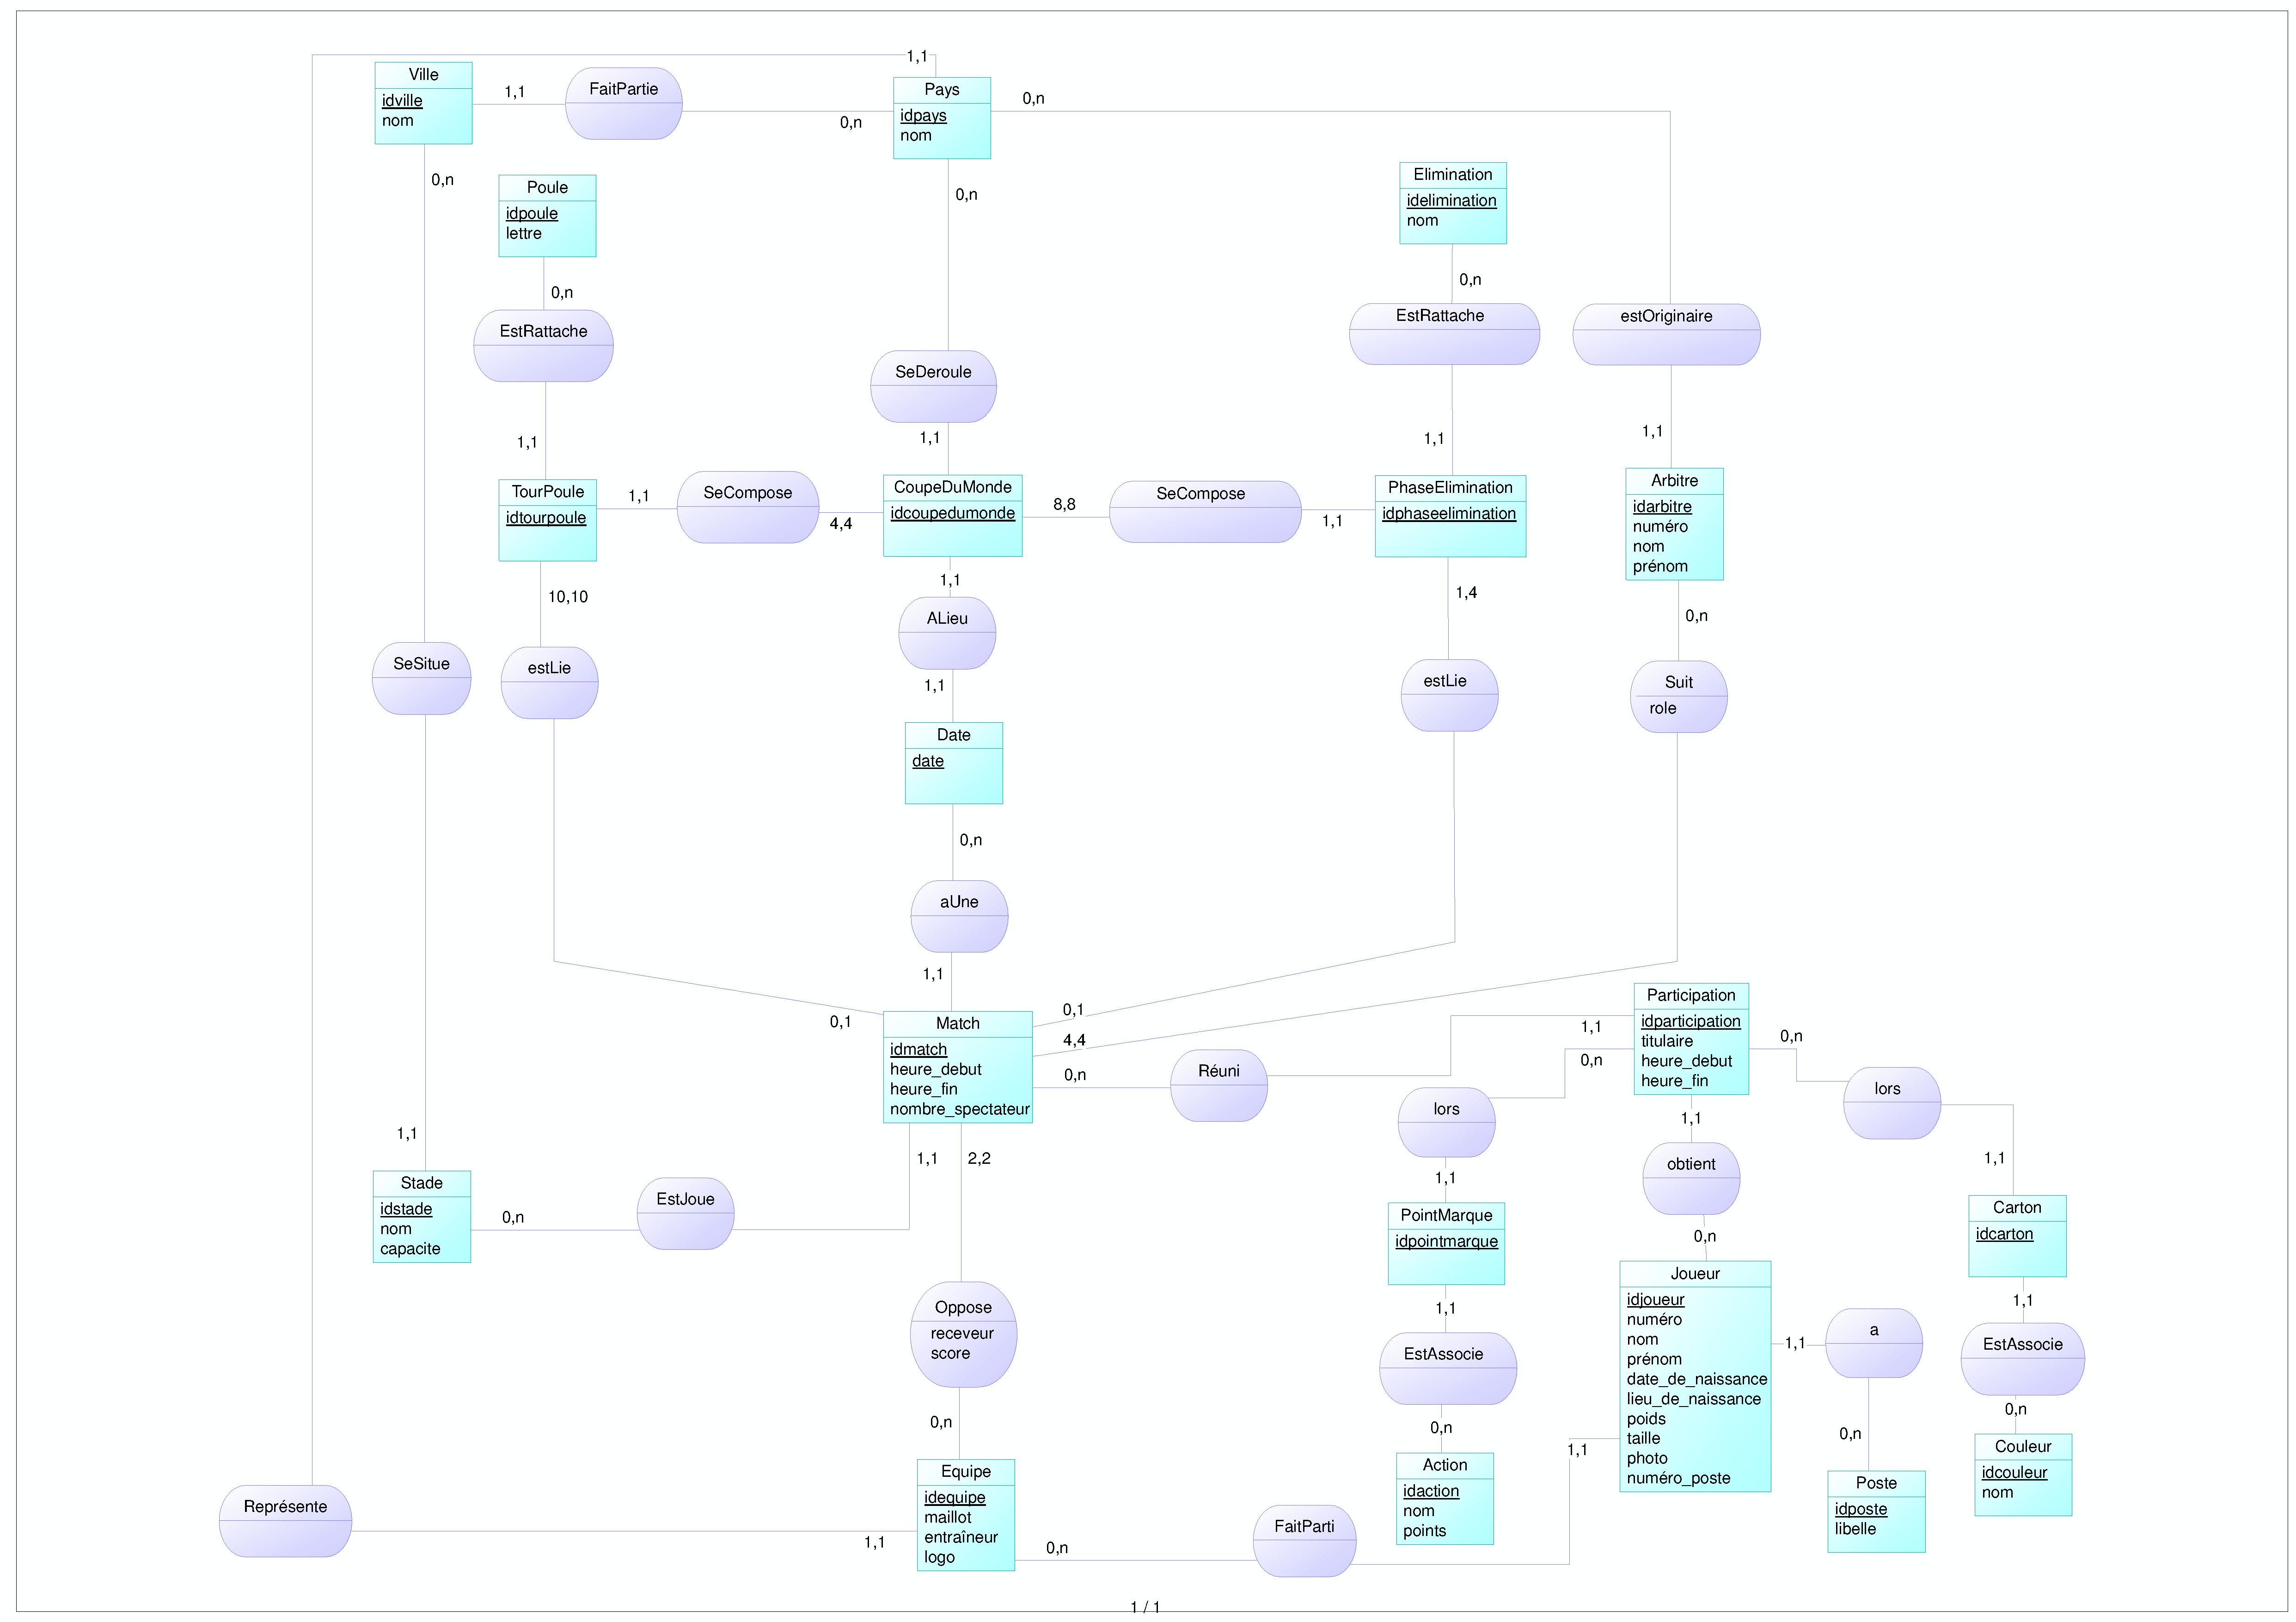 1,1
Ville
idville
nom
1,1
FaitPartie
0,n
Pays
idpays
nom
0,n
0,n
Poule
idpoule
lettre
0,n
Elimination
idelimination
nom
0,n
EstRattache
0,n
EstRattache
estOriginaire
SeDeroule
1,1
1,1
1,1
1,1
TourPoule
idtourpoule
1,1
SeCompose
4,4
CoupeDuMonde
idcoupedumonde
8,8
SeCompose
1,1
PhaseElimination
idphaseelimination
Arbitre
idarbitre
numéro
nom
prénom
10,10
1,1
1,4
0,n
ALieu
SeSitue
estLie
1,1
estLie
Suit
role
Date
date
0,n
aUne
1,1
0,1
Match
idmatch
heure_debut
heure_fin
nombre_spectateur
0,1
4,4
0,n
Réuni
1,1
0,n
Participation
idparticipation
titulaire
heure_debut
heure_fin
0,n
lors
lors
1,1
1,1
1,1
2,2
1,1
obtient
1,1
Stade
idstade
nom
capacite
0,n
EstJoue
PointMarque
idpointmarque
0,n
Carton
idcarton
Oppose
receveur
score
1,1
EstAssocie
Joueur
idjoueur
numéro
nom
prénom
date_de_naissance
lieu_de_naissance
poids
taille
photo
numéro_poste
1,1
a
1,1
EstAssocie
0,n
0,n
0,n
0,n
1,1
Couleur
idcouleur
nom
Action
idaction
nom
points
Poste
idposte
libelle
Représente
1,1
Equipe
idequipe
maillot
entraîneur
logo
0,n
FaitParti
1 / 1